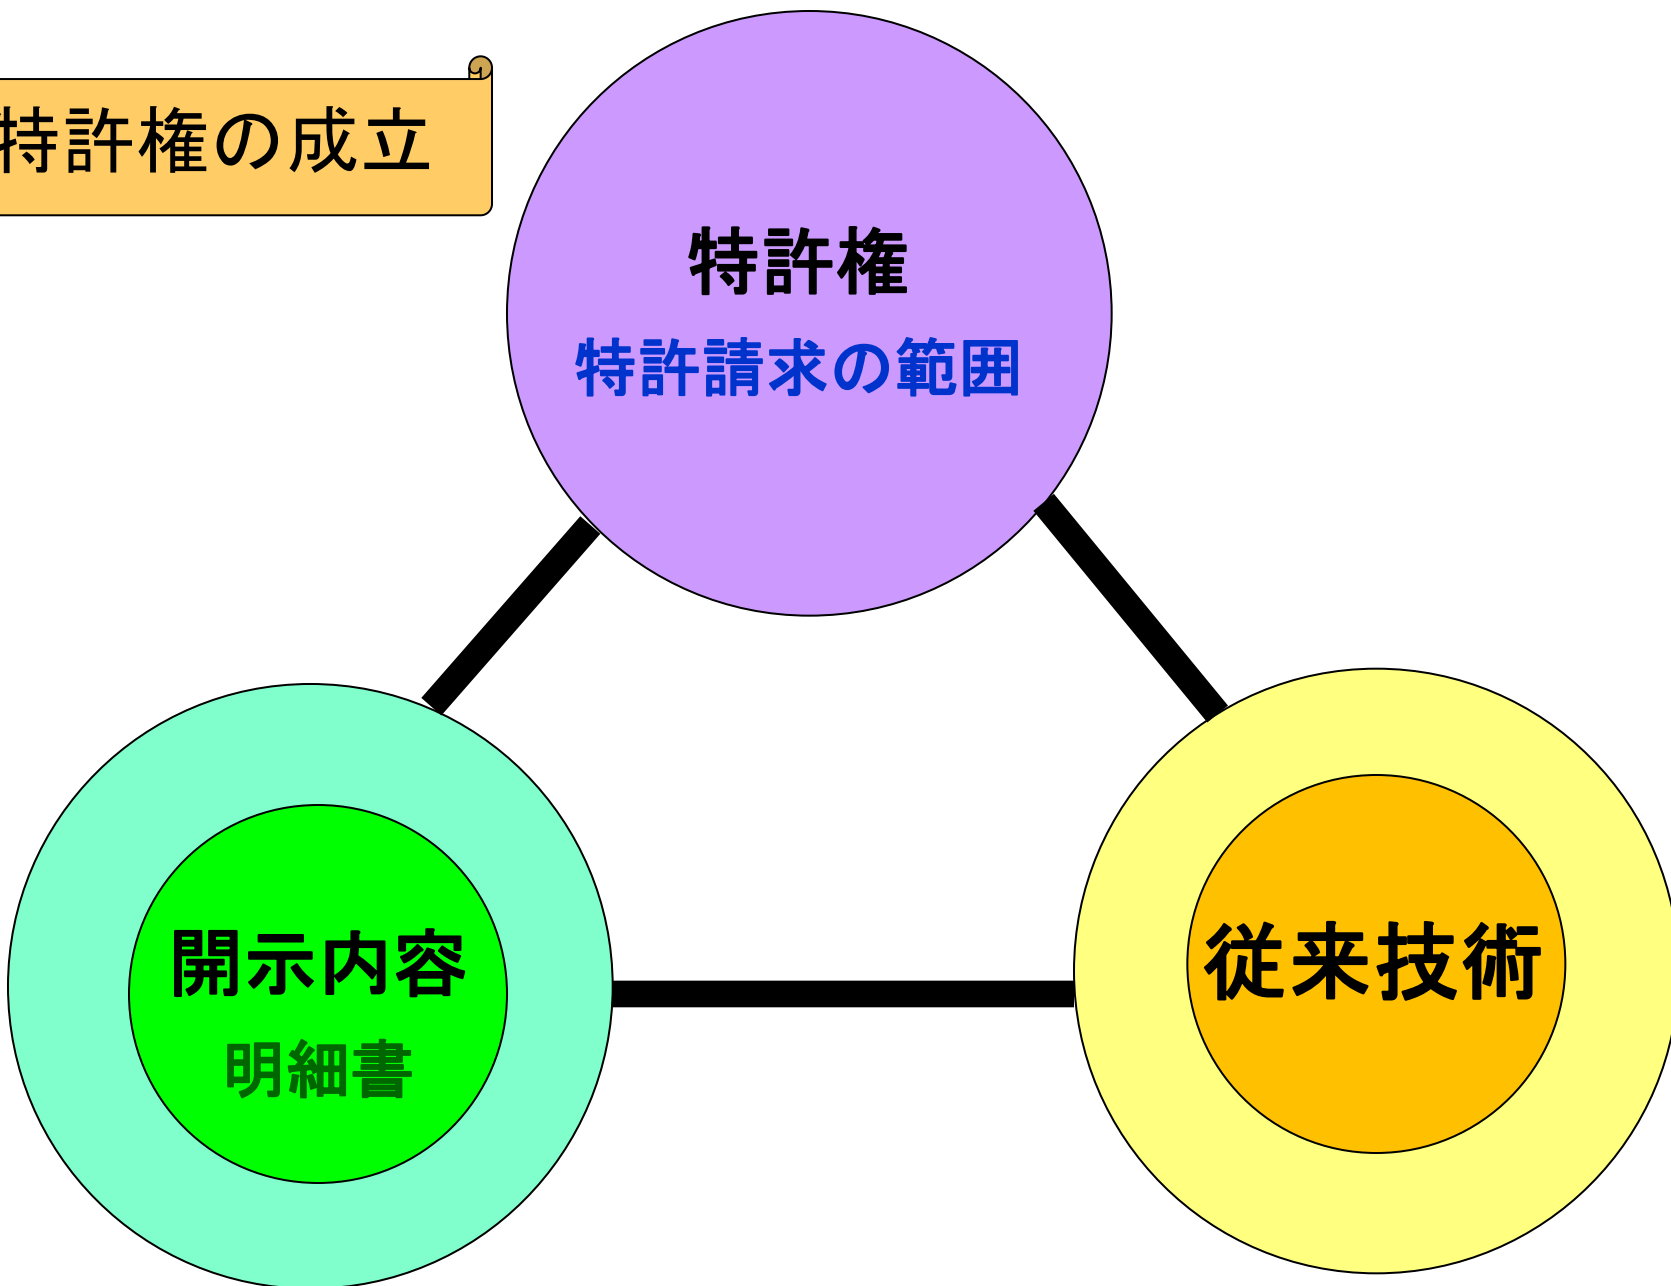 特許権の成立
特許権
特許請求の範囲
開示内容
明細書
従来技術